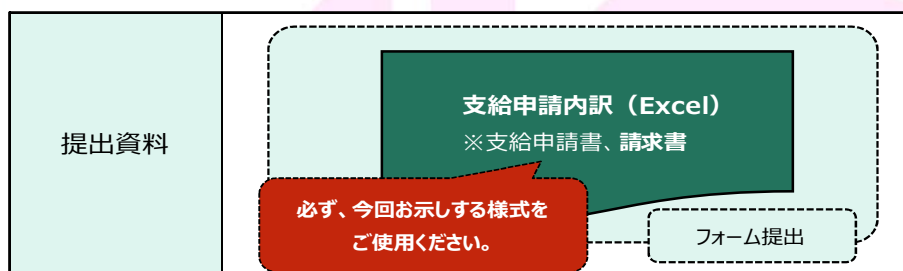 提出資料
支給申請内訳（Excel）
※支給申請書、請求書
必ず、今回お示しする様式を
ご使用ください。
フォーム提出